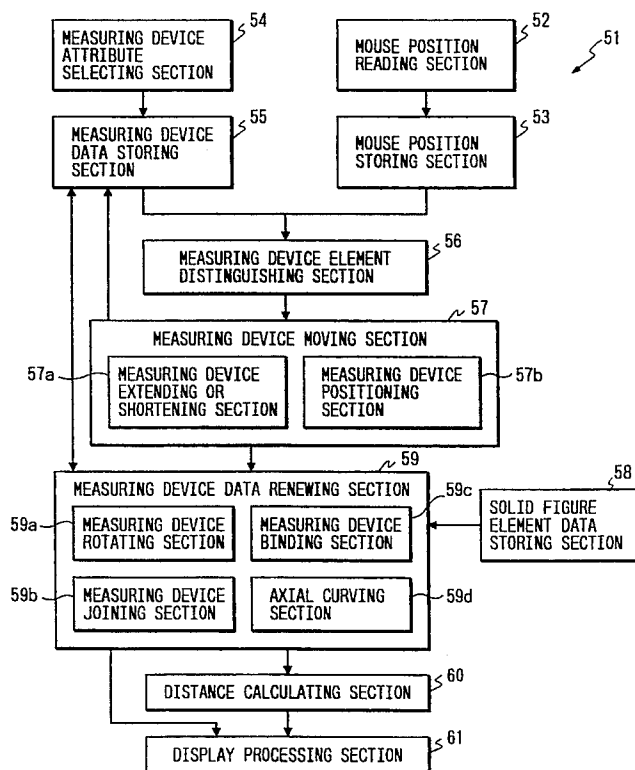 54
MEASURING DEVICE
ATTRIBUTE
SELECTING SECTION
52
MOUSE POSITION
READING SECTION
51
55
MEASURING DEVICE
DATA STORING
SECTION
53
MOUSE POSITION
STORING SECTION
56
MEASURING DEVICE ELEMENT
DISTINGUISHING SECTION
57
MEASURING DEVICE MOVING SECTION
57a
MEASURING DEVICE
EXTENDING OR
SHORTENING SECTION
MEASURING DEVICE
POSITIONING
SECTION
57b
59
MEASURING DEVICE DATA RENEWING SECTION
59a
MEASURING DEVICE
ROTATING SECTION
59c
MEASURING DEVICE
BINDING SECTION
58
SOLID FIGURE
ELEMENT DATA
STORING SECTION
59b
MEASURING DEVICE
JOINING SECTION
AXIAL CURVING
SECTION
59d
60
DISTANCE CALCULATING SECTION
61
DISPLAY PROCESSING SECTION